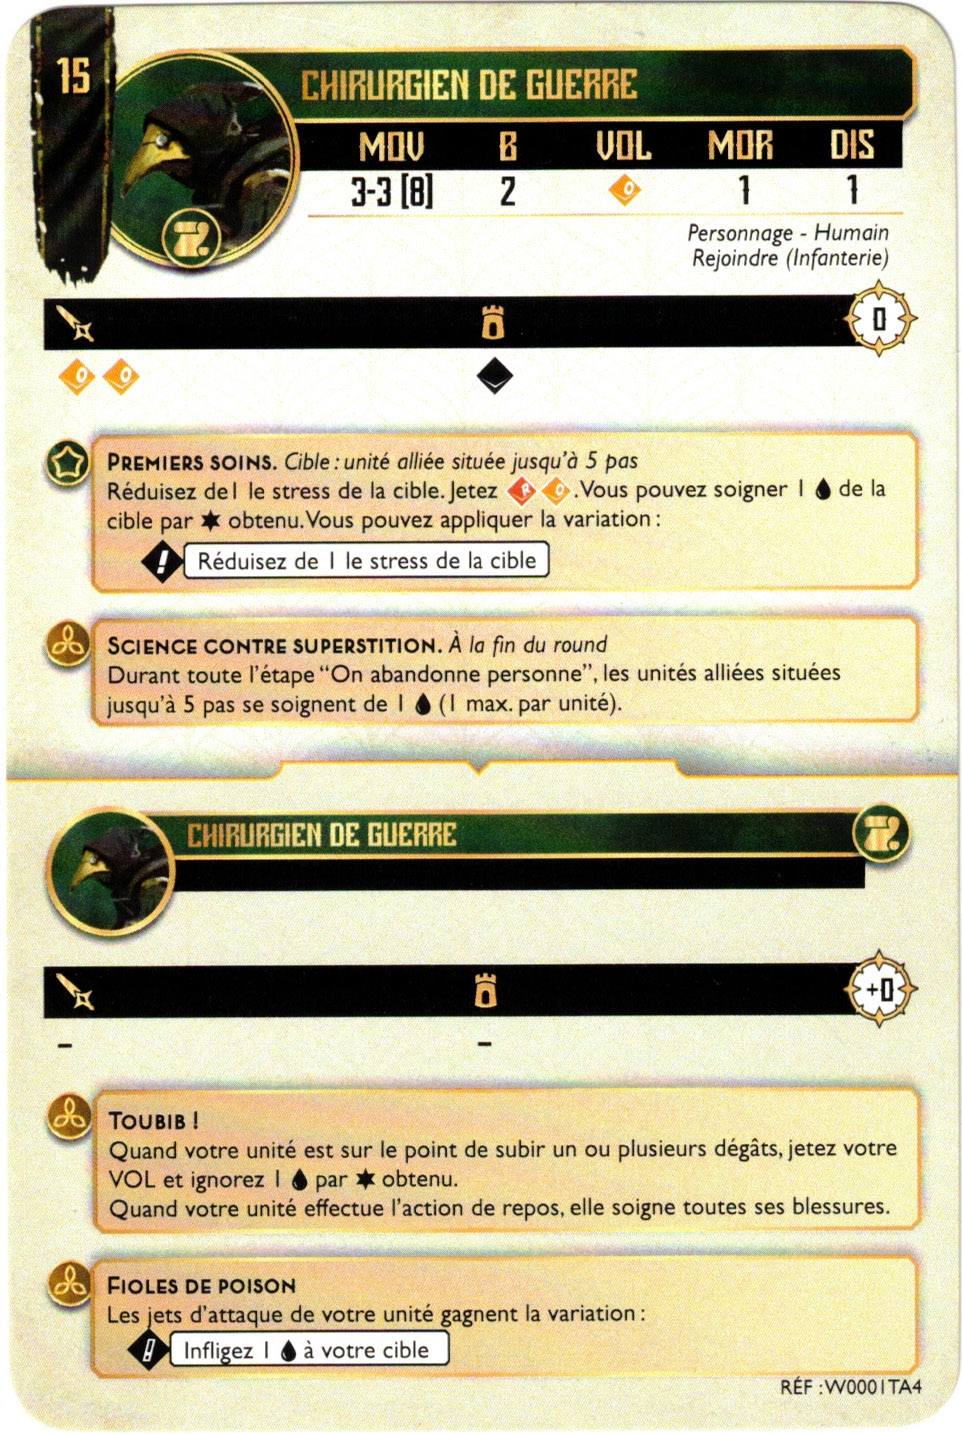 15
CHIRURGIEN DE GUERRE
MOV B VOL MOR DIS
3-3 [8] 2 O 1 1
Personnage - Humain
Rejoindre (Infanterie)
0
O O
PREMIERS SOINS. Cible : unité alliée située jusqu'à 5 pas
Réduisez de1 le stress de la cible. Jetez R O. Vous pouvez soigner 1 de la
cible par obtenu. Vous pouvez appliquer la variation :
! Réduisez de 1 le stress de la cible
SCIENCE CONTRE SUPERSTITION. À la fin du round
Durant toute l'étape “On abandonne personne”, les unités alliées situées
jusqu'à 5 pas se soignent de 1 (1 max. par unité).
CHIRURGIEN DE GUERRE
+0
– –
TOUBIB !
Quand votre unité est sur le point de subir un ou plusieurs dégâts, jetez votre
VOL et ignorez 1 par obtenu.
Quand votre unité effectue l'action de repos, elle soigne toutes ses blessures.
FIOLES DE POISON
Les jets d'attaque de votre unité gagnent la variation :
! Infligez 1 à votre cible
RÉF : W0001TA4